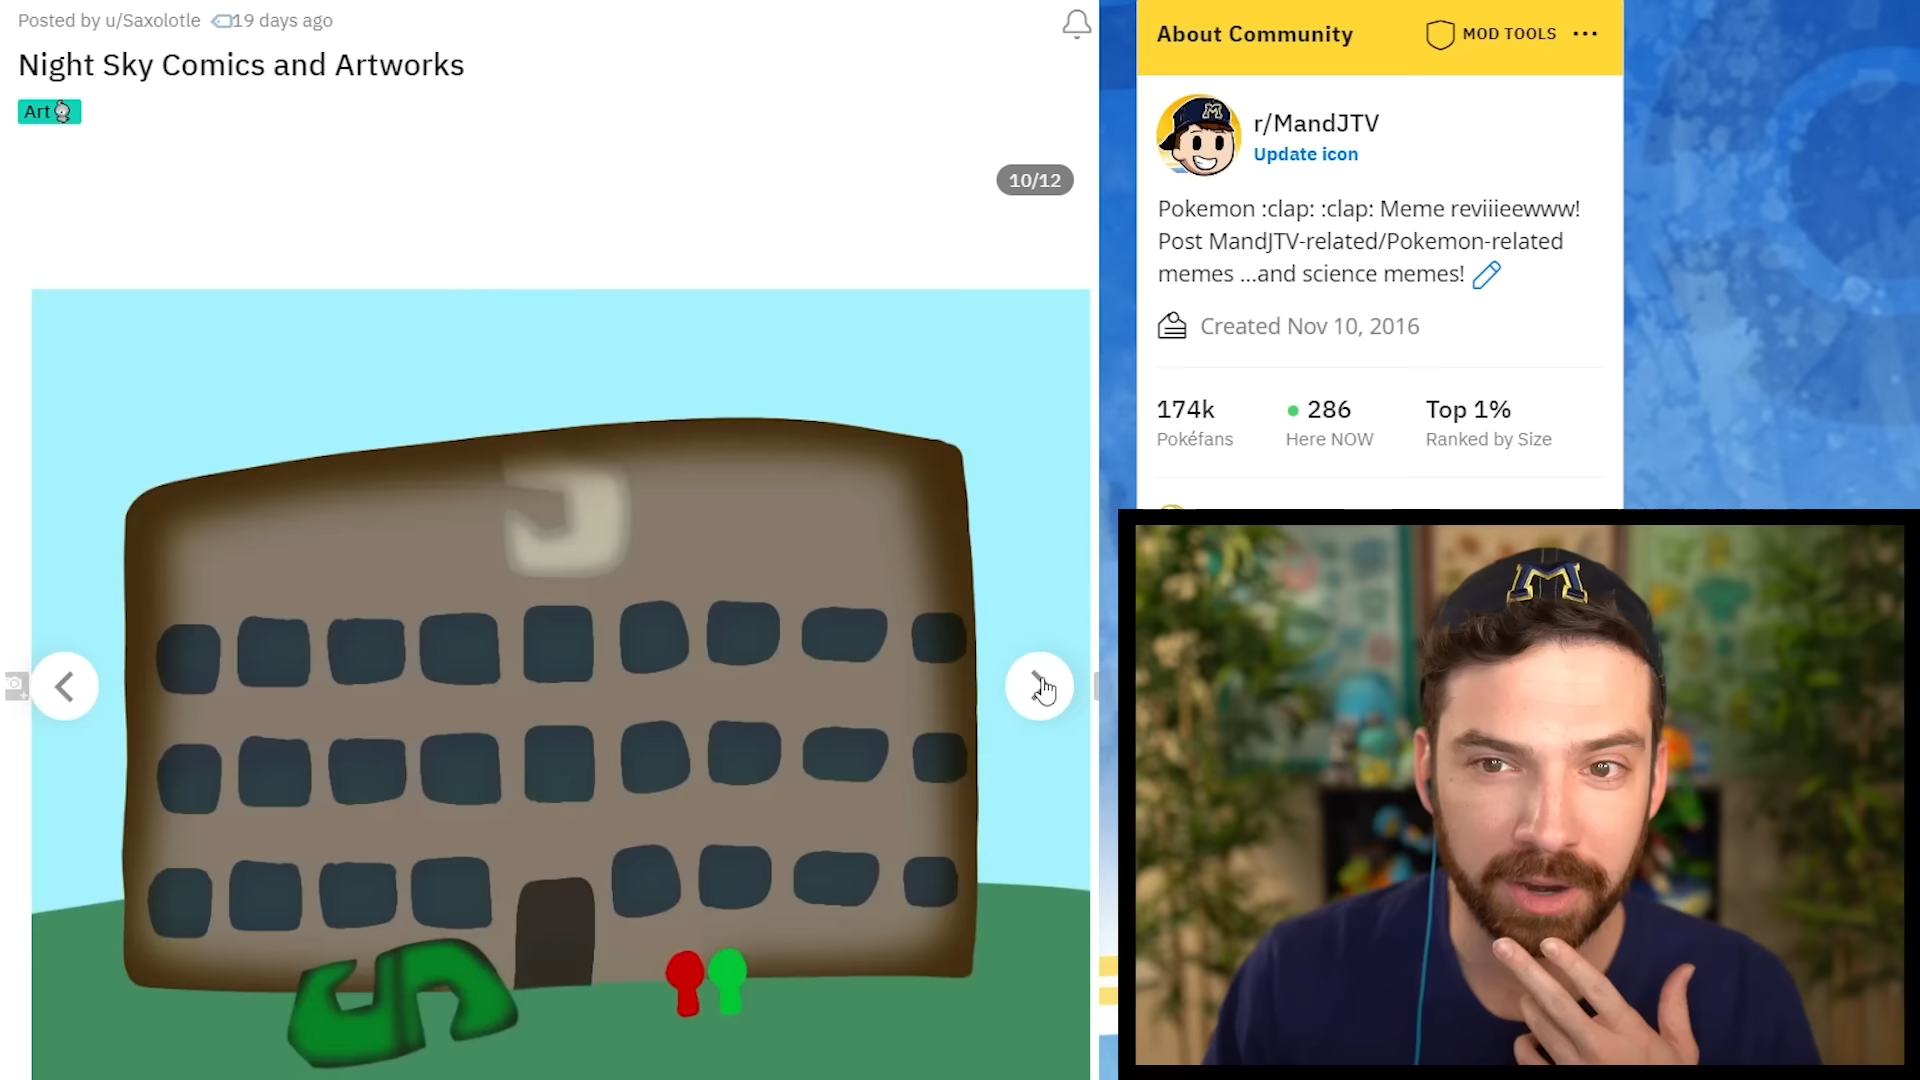 Posted by u/Saxolotle 19 days ago
Night Sky Comics and Artworks
Art
10/12
About Community
MOD TOOLS
r/MandJTV
Update icon
Pokemon :clap: :clap: Meme reviiieewww!
Post MandJTV-related/Pokemon-related
memes ...and science memes!
Created Nov 10, 2016
174k
Pokéfans
286
Here NOW
Top 1%
Ranked by Size
M
M